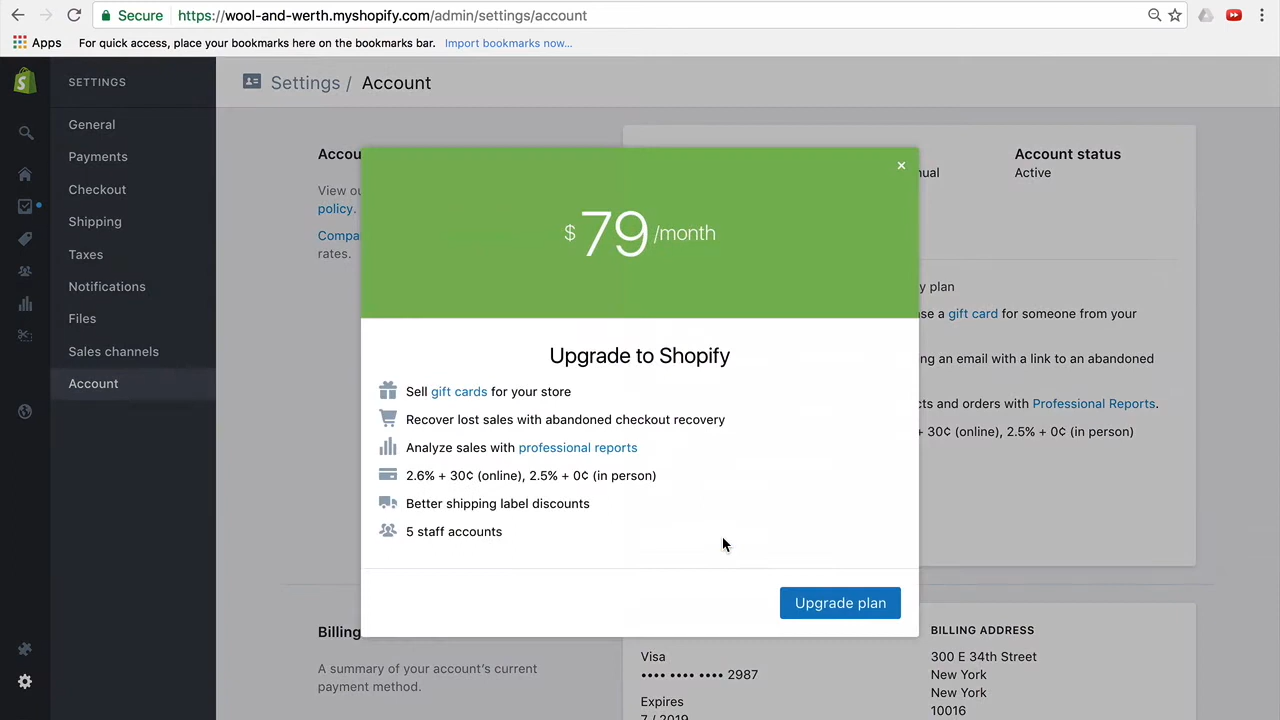 Secure https://wool-and-werth.myshopify.com/admin/settings/account
Apps For quick access, place your bookmarks here on the bookmarks bar. Import bookmarks now...
SETTINGS
Settings / Account
General
Payments
Checkout
Shipping
Taxes
Notifications
Files
Sales channels
Account
Accou
View ou
policy.
Compa
rates.
nual
Account status
Active
y plan
se a gift card for someone from your
ng an email with a link to an abandoned
cts and orders with Professional Reports.
+ 30¢ (online), 2.5% + 0¢ (in person)
×
$79/month
Upgrade to Shopify
Sell gift cards for your store
Recover lost sales with abandoned checkout recovery
Analyze sales with professional reports
2.6% + 30¢ (online), 2.5% + 0¢ (in person)
Better shipping label discounts
5 staff accounts
Upgrade plan
Billing
A summary of your account's current
payment method.
Visa
•••• •••• •••• 2987
Expires
7 / 2019
BILLING ADDRESS
300 E 34th Street
New York
New York
10016